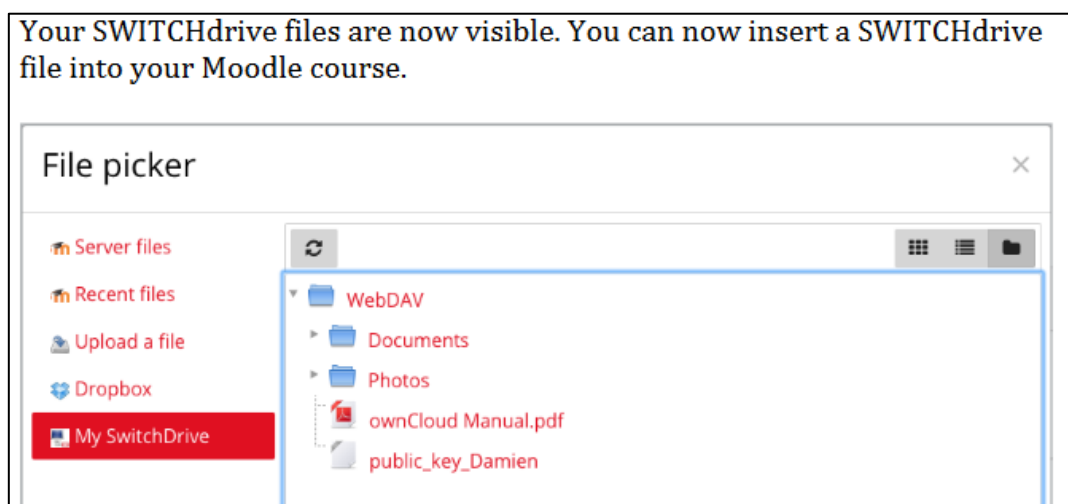 Your SWITCHdrive files are now visible. You can now insert a SWITCHdrive
file into your Moodle course.
File picker
Server files
Recent files
Upload a file
Dropbox
My SwitchDrive
WebDAV
Documents
Photos
ownCloud Manual.pdf
public_key_Damien